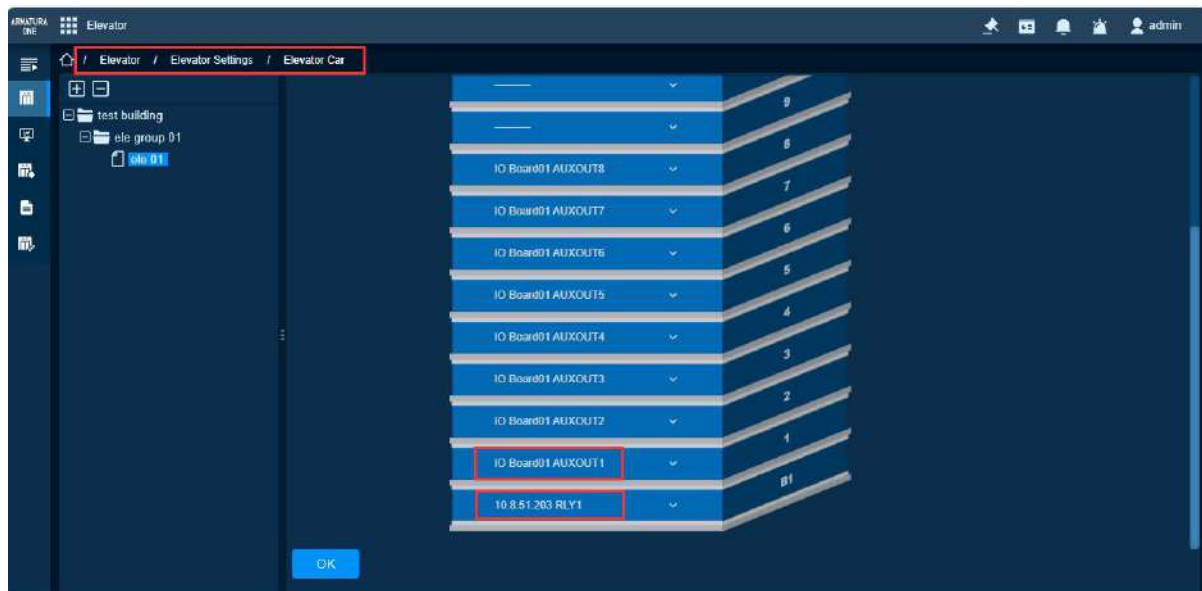 ARMATURA
ONE
Elevator
admin
/ Elevator / Elevator Settings / Elevator Car
test building
ele group 01
ele 01
9
8
IO Board01 AUXOUT8
7
IO Board01 AUXOUT7
6
IO Board01 AUXOUT6
5
IO Board01 AUXOUT5
4
IO Board01 AUXOUT4
3
IO Board01 AUXOUT3
2
IO Board01 AUXOUT2
1
IO Board01 AUXOUT1
B1
10.8.51.203 RLY1
OK